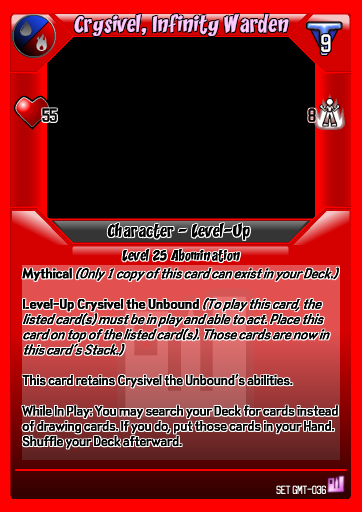 Crysivel, Infinity Warden
9
55
8
Character - Level-Up
Level 25 Abomination
Mythical (Only 1 copy of this card can exist in your Deck.)
Level-Up Crysivel the Unbound (To play this card, the
listed card(s) must be in play and able to act. Place this
card on top of the listed card(s). Those cards are now in
this card's Stack.)
This card retains Crysivel the Unbound's abilities.
While In Play: You may search your Deck for cards instead
of drawing cards. If you do, put those cards in your Hand.
Shuffle your Deck afterward.
SET GMT-036